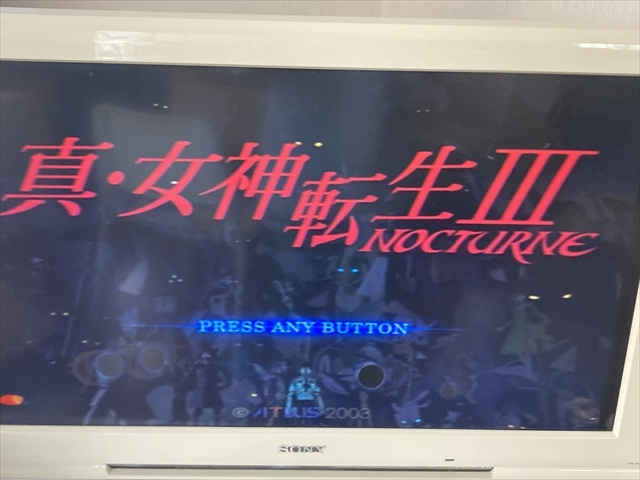 真・女神転生III
NOCTURNE
PRESS ANY BUTTON
© ATLUS 2003
SONY